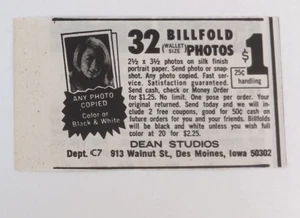 32 BILLFOLD
(WALLET SIZE) PHOTOS
$1
25¢ handling
2½ x 3½ photos on silk finish
portrait paper. Send photo or snap-
shot. Any photo copied. Fast ser-
vice. Satisfaction guaranteed.
Send cash, check or Money Order
for $1.25. No limit. One pose per order. Your
original returned. Send today and we will in-
clude 2 free coupons, good for 50¢ cash on
future orders for you and your friends. Billfolds
will be black and white unless you wish full
color at 20 for $2.25.
ANY PHOTO
COPIED
Color or
Black & White
DEAN STUDIOS
Dept. C7 913 Walnut St., Des Moines, Iowa 50302